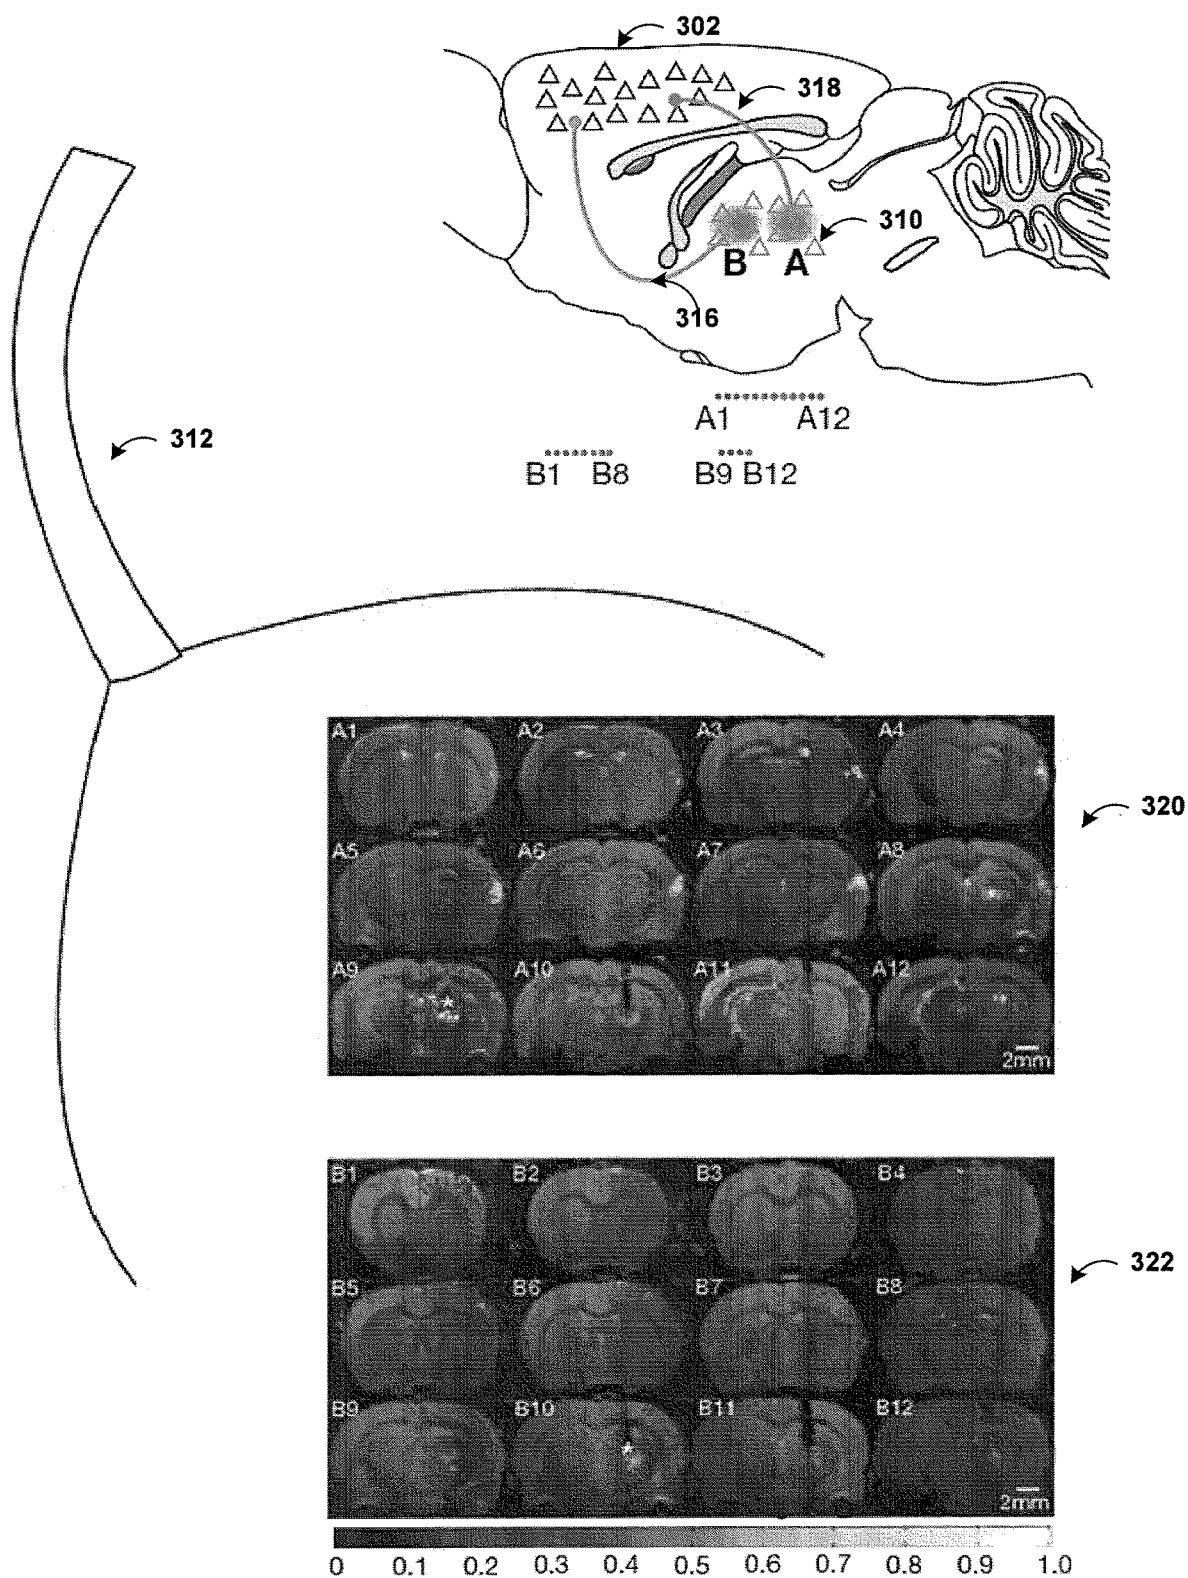 302
318
310
B A
316
A1 A12
312
B1 B8 B9 B12
A1 A2 A3 A4
320
A5 A6 A7 A8
A9 A10 A11 A12
2mm
B1 B2 B3 B4
322
B5 B6 B7 B8
B9 B10 B11 B12
2mm
0 0.1 0.2 0.3 0.4 0.5 0.6 0.7 0.8 0.9 1.0